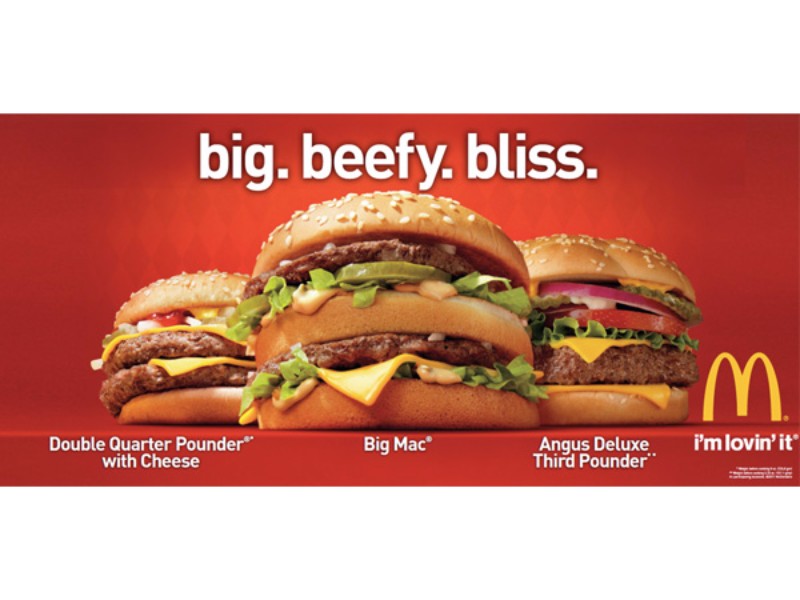 big. beefy. bliss.
Double Quarter Pounder®*
with Cheese
Big Mac®
Angus Deluxe
Third Pounder**
i'm lovin' it®